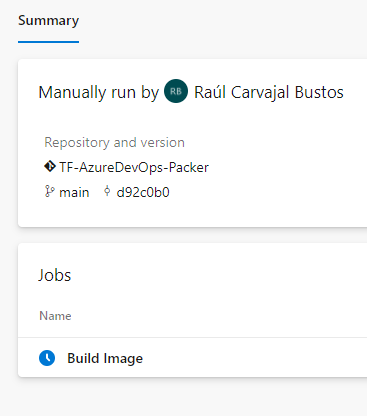 Summary
Manually run by RB Raúl Carvajal Bustos
Repository and version
TF-AzureDevOps-Packer
main d92c0b0
Jobs
Name
Build Image